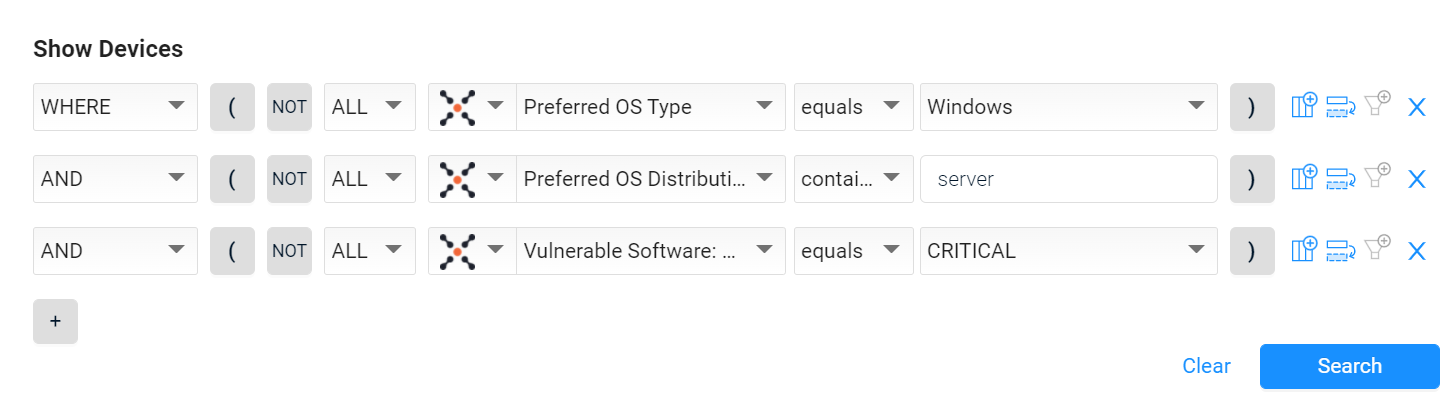 Show Devices
WHERE ( NOT ALL Preferred OS Type equals Windows )
AND ( NOT ALL Preferred OS Distributi... contai... server )
AND ( NOT ALL Vulnerable Software: ... equals CRITICAL )
+
Clear Search